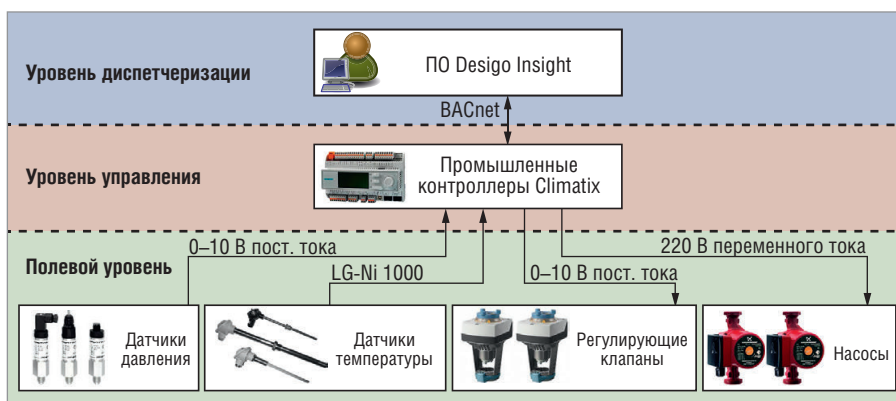 Уровень диспетчеризации
ПО Desigo Insight
BACnet
Уровень управления
Промышленные
контроллеры Climatix
Полевой уровень
0–10 В пост. тока
LG-Ni 1000
0–10 В пост. тока
220 В переменного тока
Датчики
давления
Датчики
температуры
Регулирующие
клапаны
Насосы